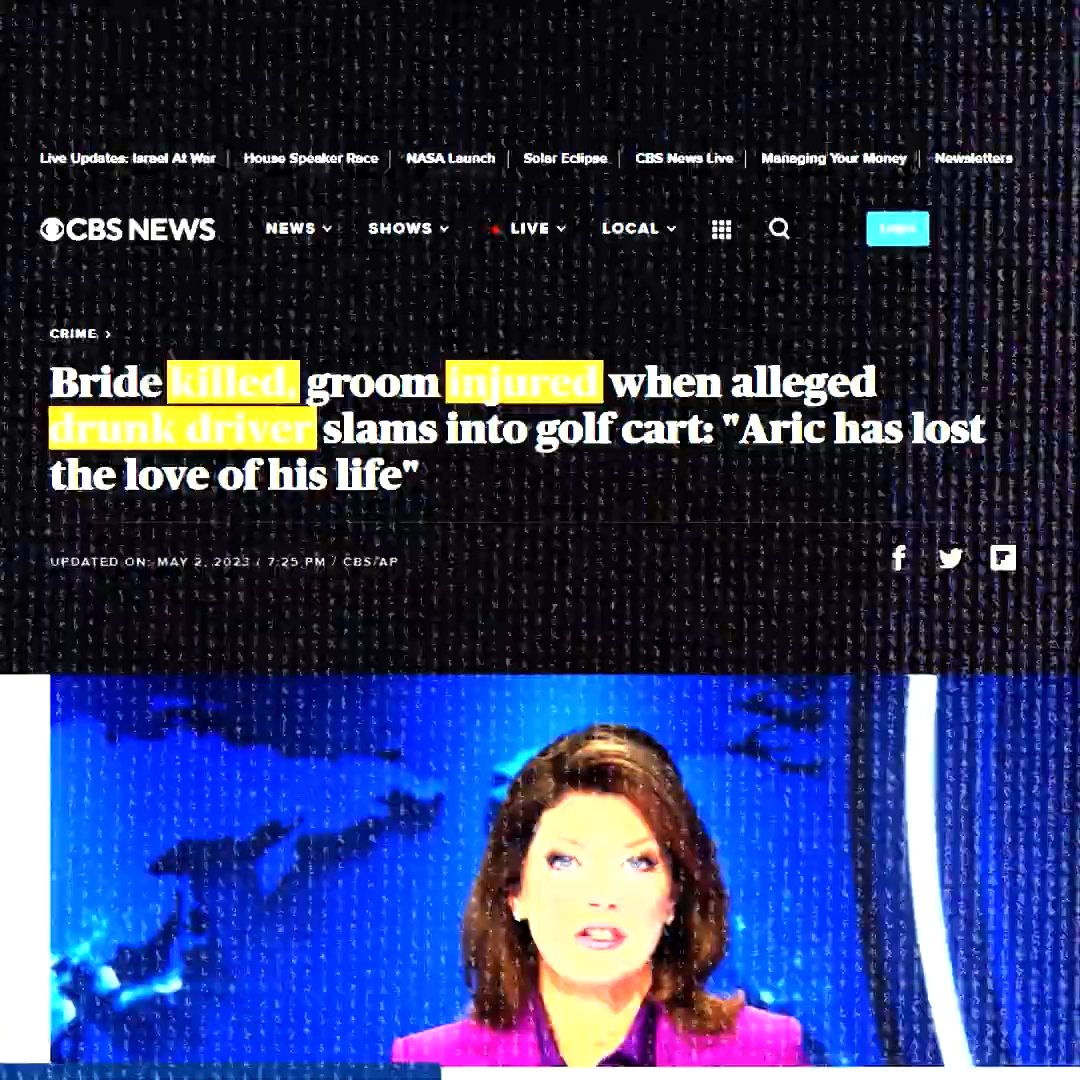 Live Updates: Israel At War House Speaker Race NASA Launch Solar Eclipse CBS News Live Managing Your Money Newsletters
CBS NEWS NEWS SHOWS LIVE LOCAL Login
CRIME
Bride killed, groom injured when alleged
drunk driver slams into golf cart: "Aric has lost
the love of his life"
UPDATED ON: MAY 2, 2023 / 7:25 PM / CBS/AP